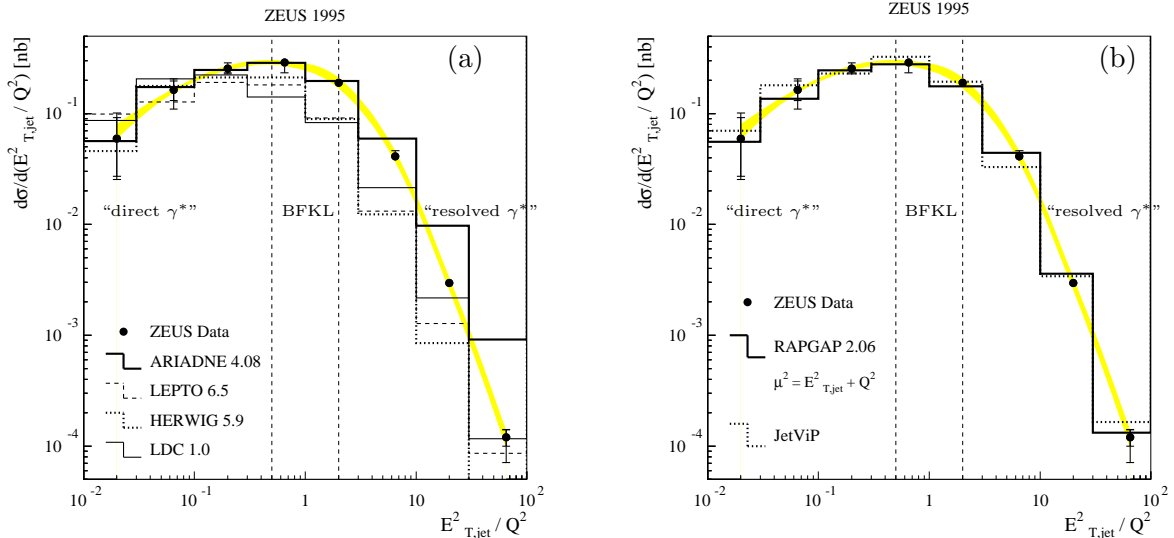 ZEUS 1995
(a)
dσ/d(E²T,jet / Q²) [nb]
10⁻¹
10⁻²
10⁻³
10⁻⁴
“direct γ*”
BFKL
“resolved γ*”
ZEUS Data
ARIADNE 4.08
LEPTO 6.5
HERWIG 5.9
LDC 1.0
10⁻² 10⁻¹ 1 10 10²
E²T,jet / Q²
ZEUS 1995
(b)
dσ/d(E²T,jet / Q²) [nb]
10⁻¹
10⁻²
10⁻³
10⁻⁴
“direct γ*”
BFKL
“resolved γ*”
ZEUS Data
RAPGAP 2.06
μ² = E²T,jet + Q²
JetViP
10⁻² 10⁻¹ 1 10 10²
E²T,jet / Q²